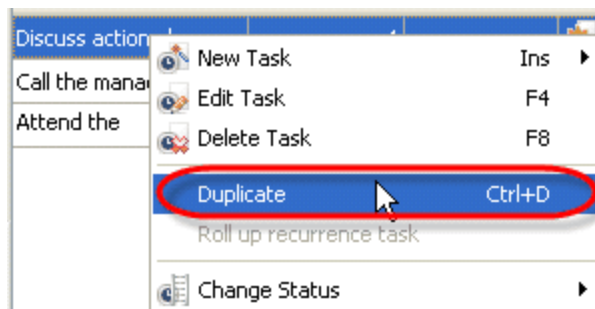 Discuss action
New Task Ins
Call the mana
Edit Task F4
Attend the
Delete Task F8
Duplicate Ctrl+D
Roll up recurrence task
Change Status